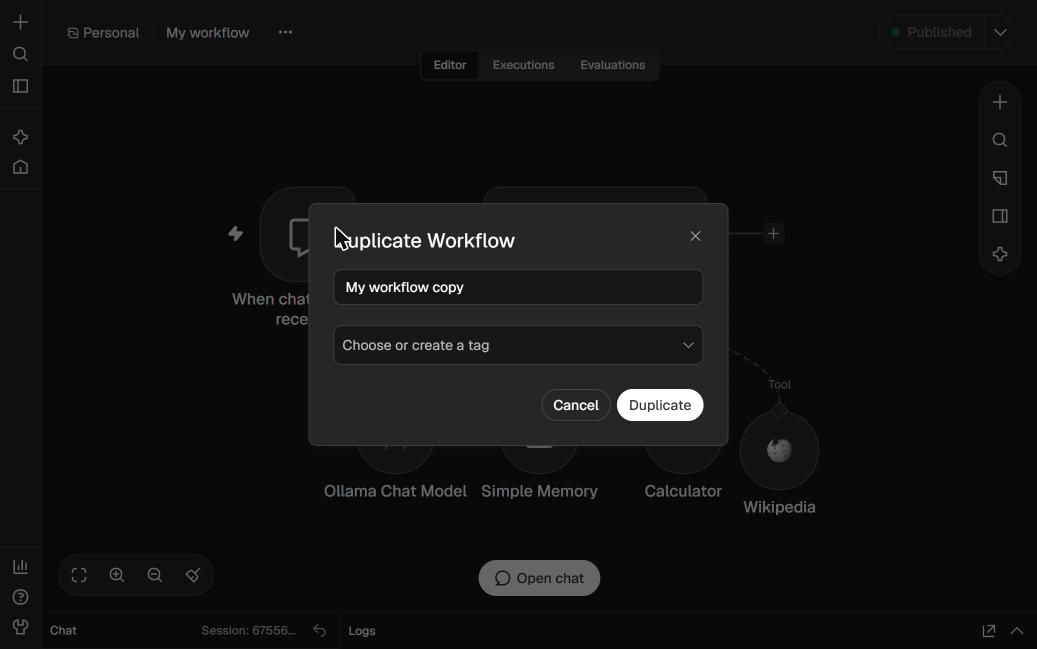 Personal / My workflow ...
Published
Editor Executions Evaluations
Duplicate Workflow
My workflow copy
Choose or create a tag
Cancel Duplicate
When chat
rece
Tool
Ollama Chat Model Simple Memory Calculator
Wikipedia
Open chat
Chat Session: 67556... Logs